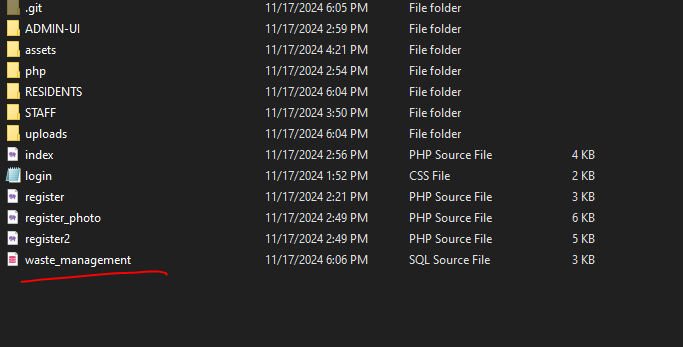 .git 11/17/2024 6:05 PM File folder
ADMIN-UI 11/17/2024 2:59 PM File folder
assets 11/17/2024 4:21 PM File folder
php 11/17/2024 2:54 PM File folder
RESIDENTS 11/17/2024 6:04 PM File folder
STAFF 11/17/2024 3:50 PM File folder
uploads 11/17/2024 6:04 PM File folder
index 11/17/2024 2:56 PM PHP Source File 4 KB
login 11/17/2024 1:52 PM CSS File 2 KB
register 11/17/2024 2:21 PM PHP Source File 3 KB
register_photo 11/17/2024 2:49 PM PHP Source File 6 KB
register2 11/17/2024 2:49 PM PHP Source File 5 KB
waste_management 11/17/2024 6:06 PM SQL Source File 3 KB